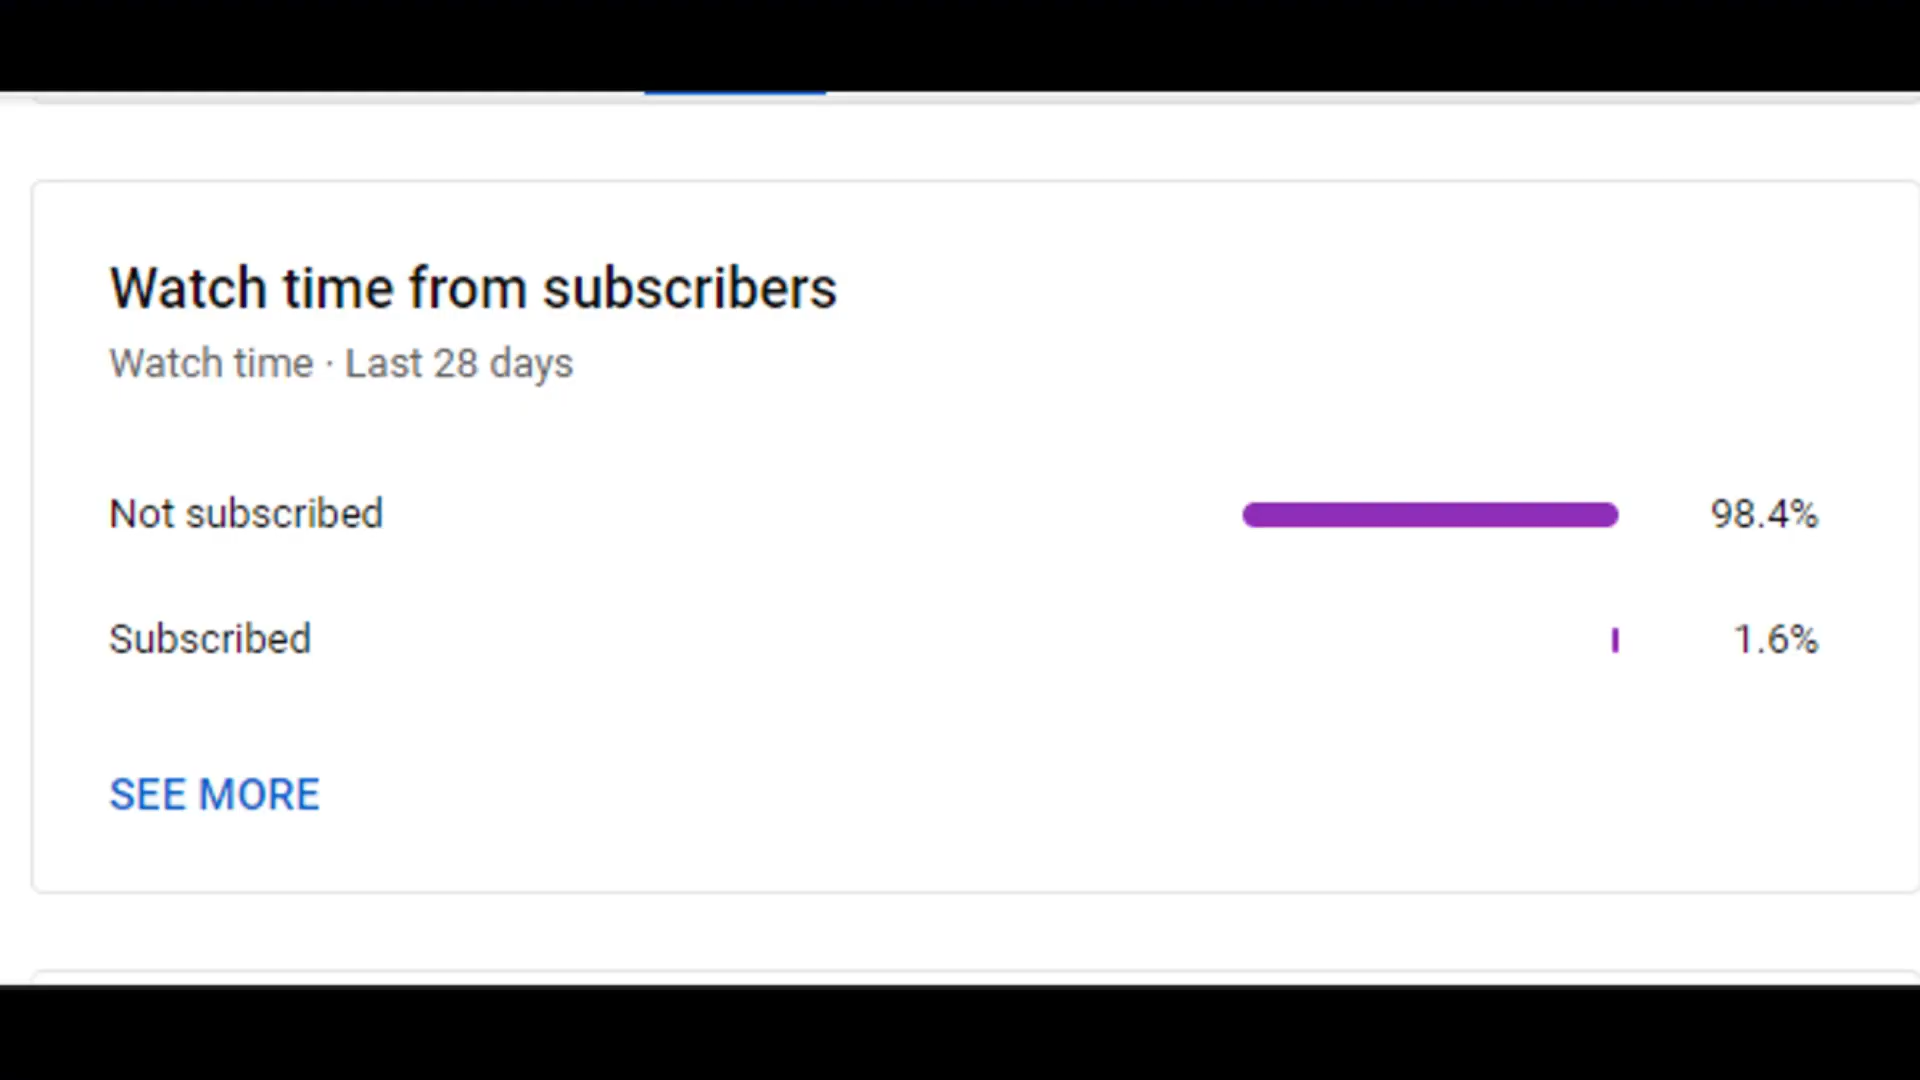 Watch time from subscribers
Watch time · Last 28 days
Not subscribed 98.4%
Subscribed 1.6%
SEE MORE